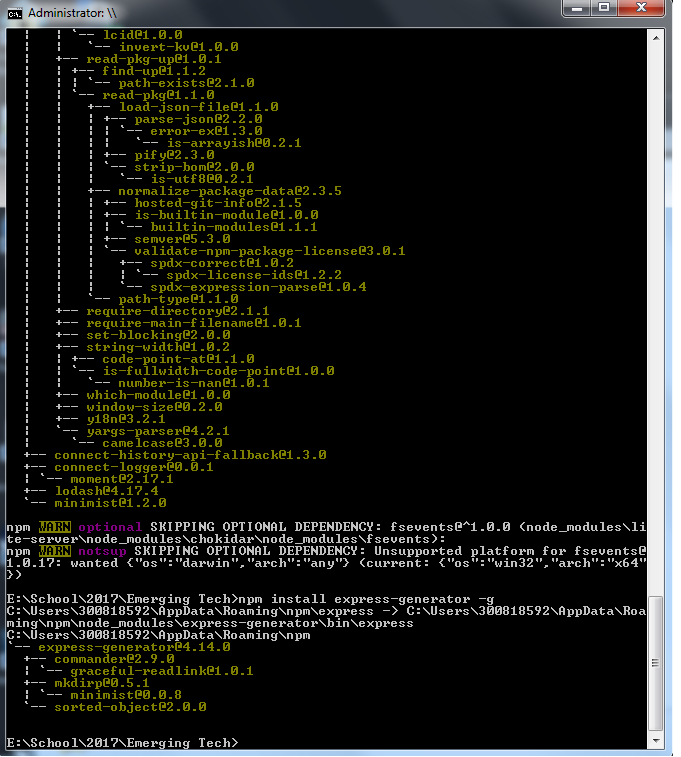 Administrator: \\
| | `-- lcid@1.0.0
| | `-- invert-kv@1.0.0
| +-- read-pkg-up@1.0.1
| | +-- find-up@1.1.2
| | | `-- path-exists@2.1.0
| | `-- read-pkg@1.1.0
| | +-- load-json-file@1.1.0
| | | +-- parse-json@2.2.0
| | | | `-- error-ex@1.3.0
| | | | `-- is-arrayish@0.2.1
| | | +-- pify@2.3.0
| | | `-- strip-bom@2.0.0
| | | `-- is-utf8@0.2.1
| | +-- normalize-package-data@2.3.5
| | | +-- hosted-git-info@2.1.5
| | | +-- is-builtin-module@1.0.0
| | | | `-- builtin-modules@1.1.1
| | | +-- semver@5.3.0
| | | `-- validate-npm-package-license@3.0.1
| | | +-- spdx-correct@1.0.2
| | | | `-- spdx-license-ids@1.2.2
| | | `-- spdx-expression-parse@1.0.4
| | `-- path-type@1.1.0
| +-- require-directory@2.1.1
| +-- require-main-filename@1.0.1
| +-- set-blocking@2.0.0
| +-- string-width@1.0.2
| | +-- code-point-at@1.1.0
| | `-- is-fullwidth-code-point@1.0.0
| | `-- number-is-nan@1.0.1
| +-- which-module@1.0.0
| +-- window-size@0.2.0
| +-- y18n@3.2.1
| `-- yargs-parser@4.2.1
| `-- camelcase@3.0.0
+-- connect-history-api-fallback@1.3.0
+-- connect-logger@0.0.1
| `-- moment@2.17.1
+-- lodash@4.17.4
`-- minimist@1.2.0
npm WARN optional SKIPPING OPTIONAL DEPENDENCY: fsevents@^1.0.0 (node_modules\li
te-server\node_modules\chokidar\node_modules\fsevents):
npm WARN notsup SKIPPING OPTIONAL DEPENDENCY: Unsupported platform for fsevents@
1.0.17: wanted {"os":"darwin","arch":"any"} (current: {"os":"win32","arch":"x64"
})
E:\School\2017\Emerging Tech>npm install express-generator -g
C:\Users\300818592\AppData\Roaming\npm\express -> C:\Users\300818592\AppData\Roa
ming\npm\node_modules\express-generator\bin\express
C:\Users\300818592\AppData\Roaming\npm
`-- express-generator@4.14.0
+-- commander@2.9.0
| `-- graceful-readlink@1.0.1
+-- mkdirp@0.5.1
| `-- minimist@0.0.8
`-- sorted-object@2.0.0
E:\School\2017\Emerging Tech>